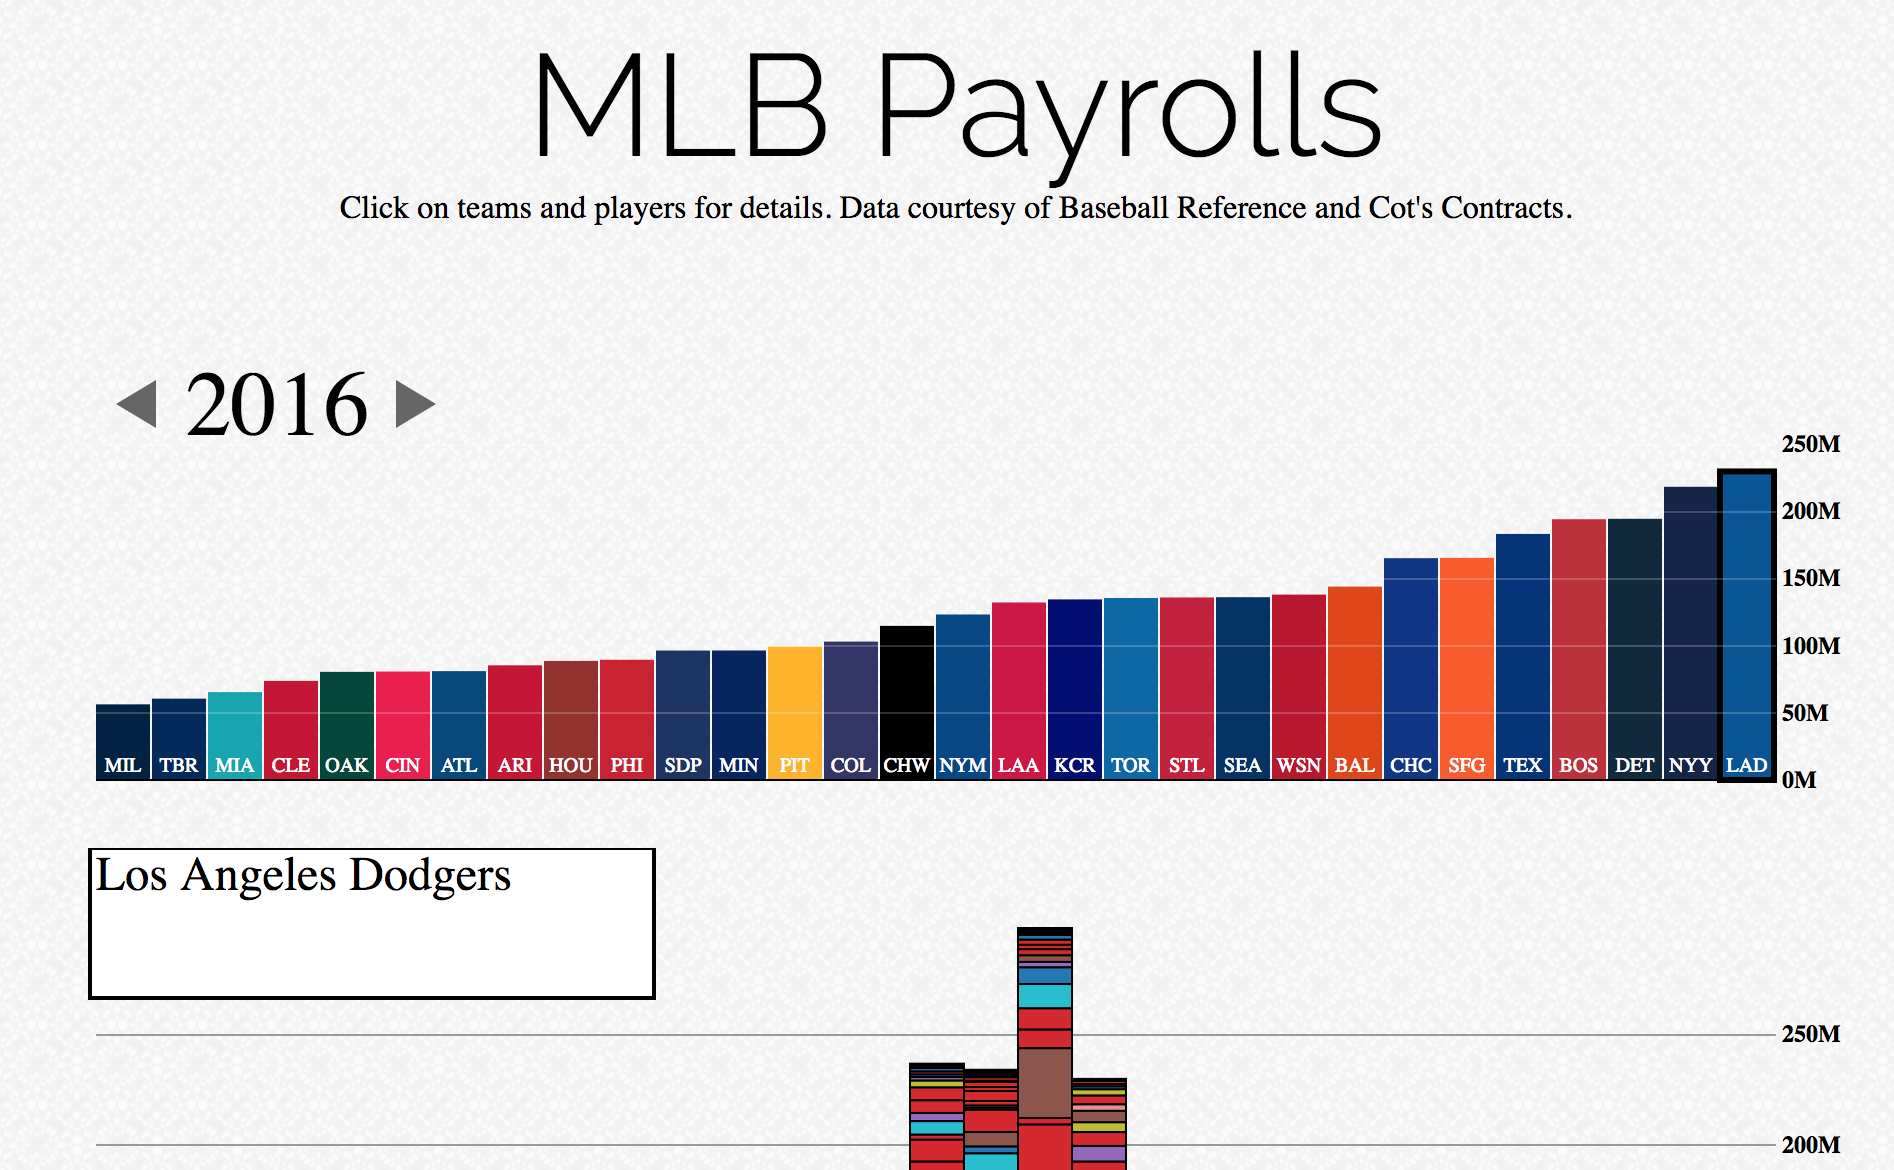 MLB Payrolls
Click on teams and players for details. Data courtesy of Baseball Reference and Cot's Contracts.
2016
250M
200M
150M
100M
50M
0M
MIL TBR MIA CLE OAK CIN ATL ARI HOU PHI SDP MIN PIT COL CHW NYM LAA KCR TOR STL SEA WSN BAL CHC SFG TEX BOS DET NYY LAD
Los Angeles Dodgers
250M
200M